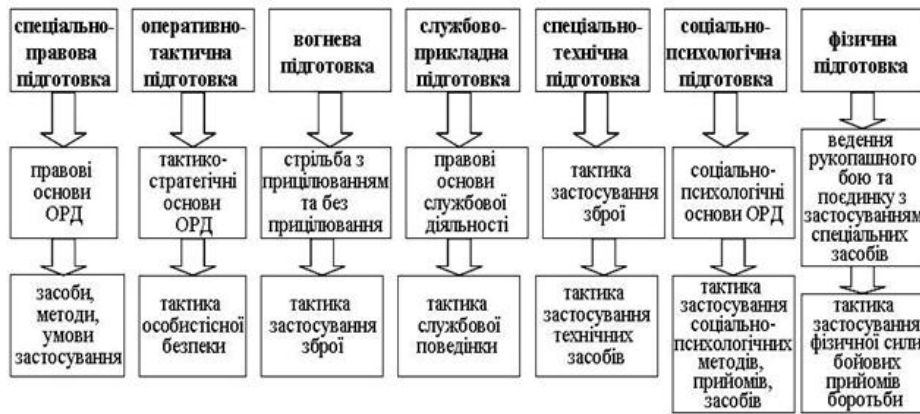 спеціально-
правова
підготовка
оперативно-
тактична
підготовка
вогнева
підготовка
службово-
прикладна
підготовка
спеціально-
технічна
підготовка
соціально-
психологічна
підготовка
фізична
підготовка
правові
основи
ОРД
тактико-
стратегічні
основи
ОРД
стрільба з
прицілюванням
та без
прицілювання
правові
основи
службової
діяльності
тактика
застосування
зброї
соціально-
психологічні
основи ОРД
ведення
рукопашного
бою та
поєдинку з
застосуванням
спеціальних
засобів
засоби,
методи,
умови
застосування
тактика
особистісної
безпеки
тактика
застосування
зброї
тактика
службової
поведінки
тактика
застосування
технічних
засобів
тактика
застосування
соціально-
психологічних
методів,
прийомів,
засобів
тактика
застосування
фізичної сили
бойових
прийомів
боротьби